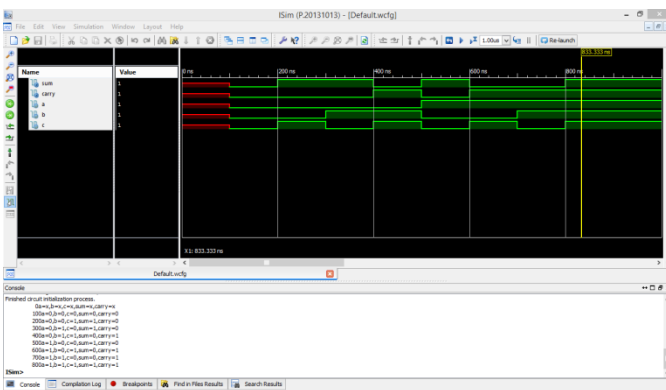 ISim (P.20131013) - [Default.wcfg]
File Edit View Simulation Window Layout Help
1.00us Re-launch
833.333 ns
Name Value 0 ns 200 ns 400 ns 600 ns 800 ns
sum 1
carry 1
a 1
b 1
c 1
X1: 833.333 ns
Default.wcfg
Console
Finished circuit initialization process.
0a=x,b=x,c=x,sum=x,carry=x
100a=0,b=0,c=0,sum=0,carry=0
200a=0,b=0,c=1,sum=1,carry=0
300a=0,b=1,c=0,sum=1,carry=0
400a=0,b=1,c=1,sum=0,carry=1
500a=1,b=0,c=0,sum=1,carry=0
600a=1,b=0,c=1,sum=0,carry=1
700a=1,b=1,c=0,sum=0,carry=1
800a=1,b=1,c=1,sum=1,carry=1
ISim>
Console Compilation Log Breakpoints Find in Files Results Search Results